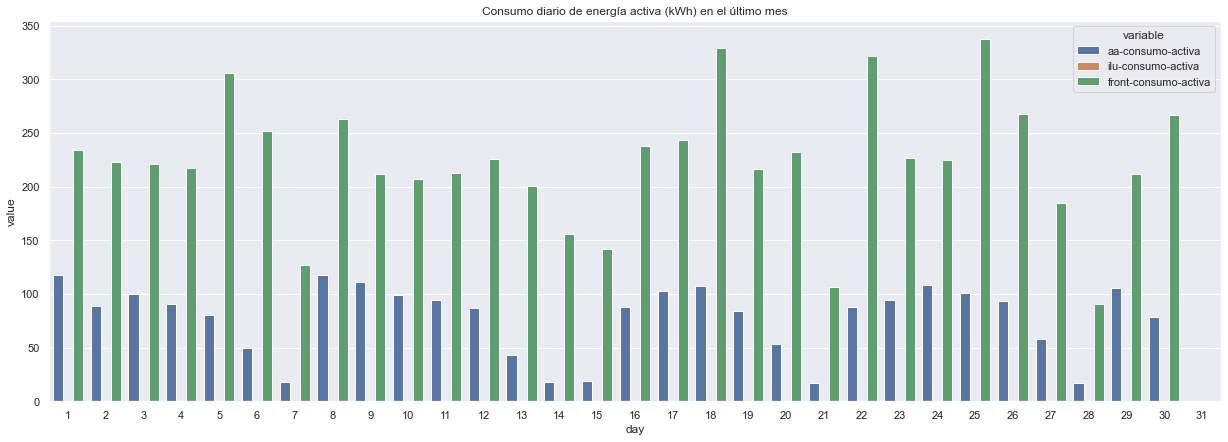 Consumo diario de energía activa (kWh) en el último mes
variable
aa-consumo-activa
ilu-consumo-activa
front-consumo-activa
350
300
250
200
150
100
50
0
value
1 2 3 4 5 6 7 8 9 10 11 12 13 14 15 16 17 18 19 20 21 22 23 24 25 26 27 28 29 30 31
day